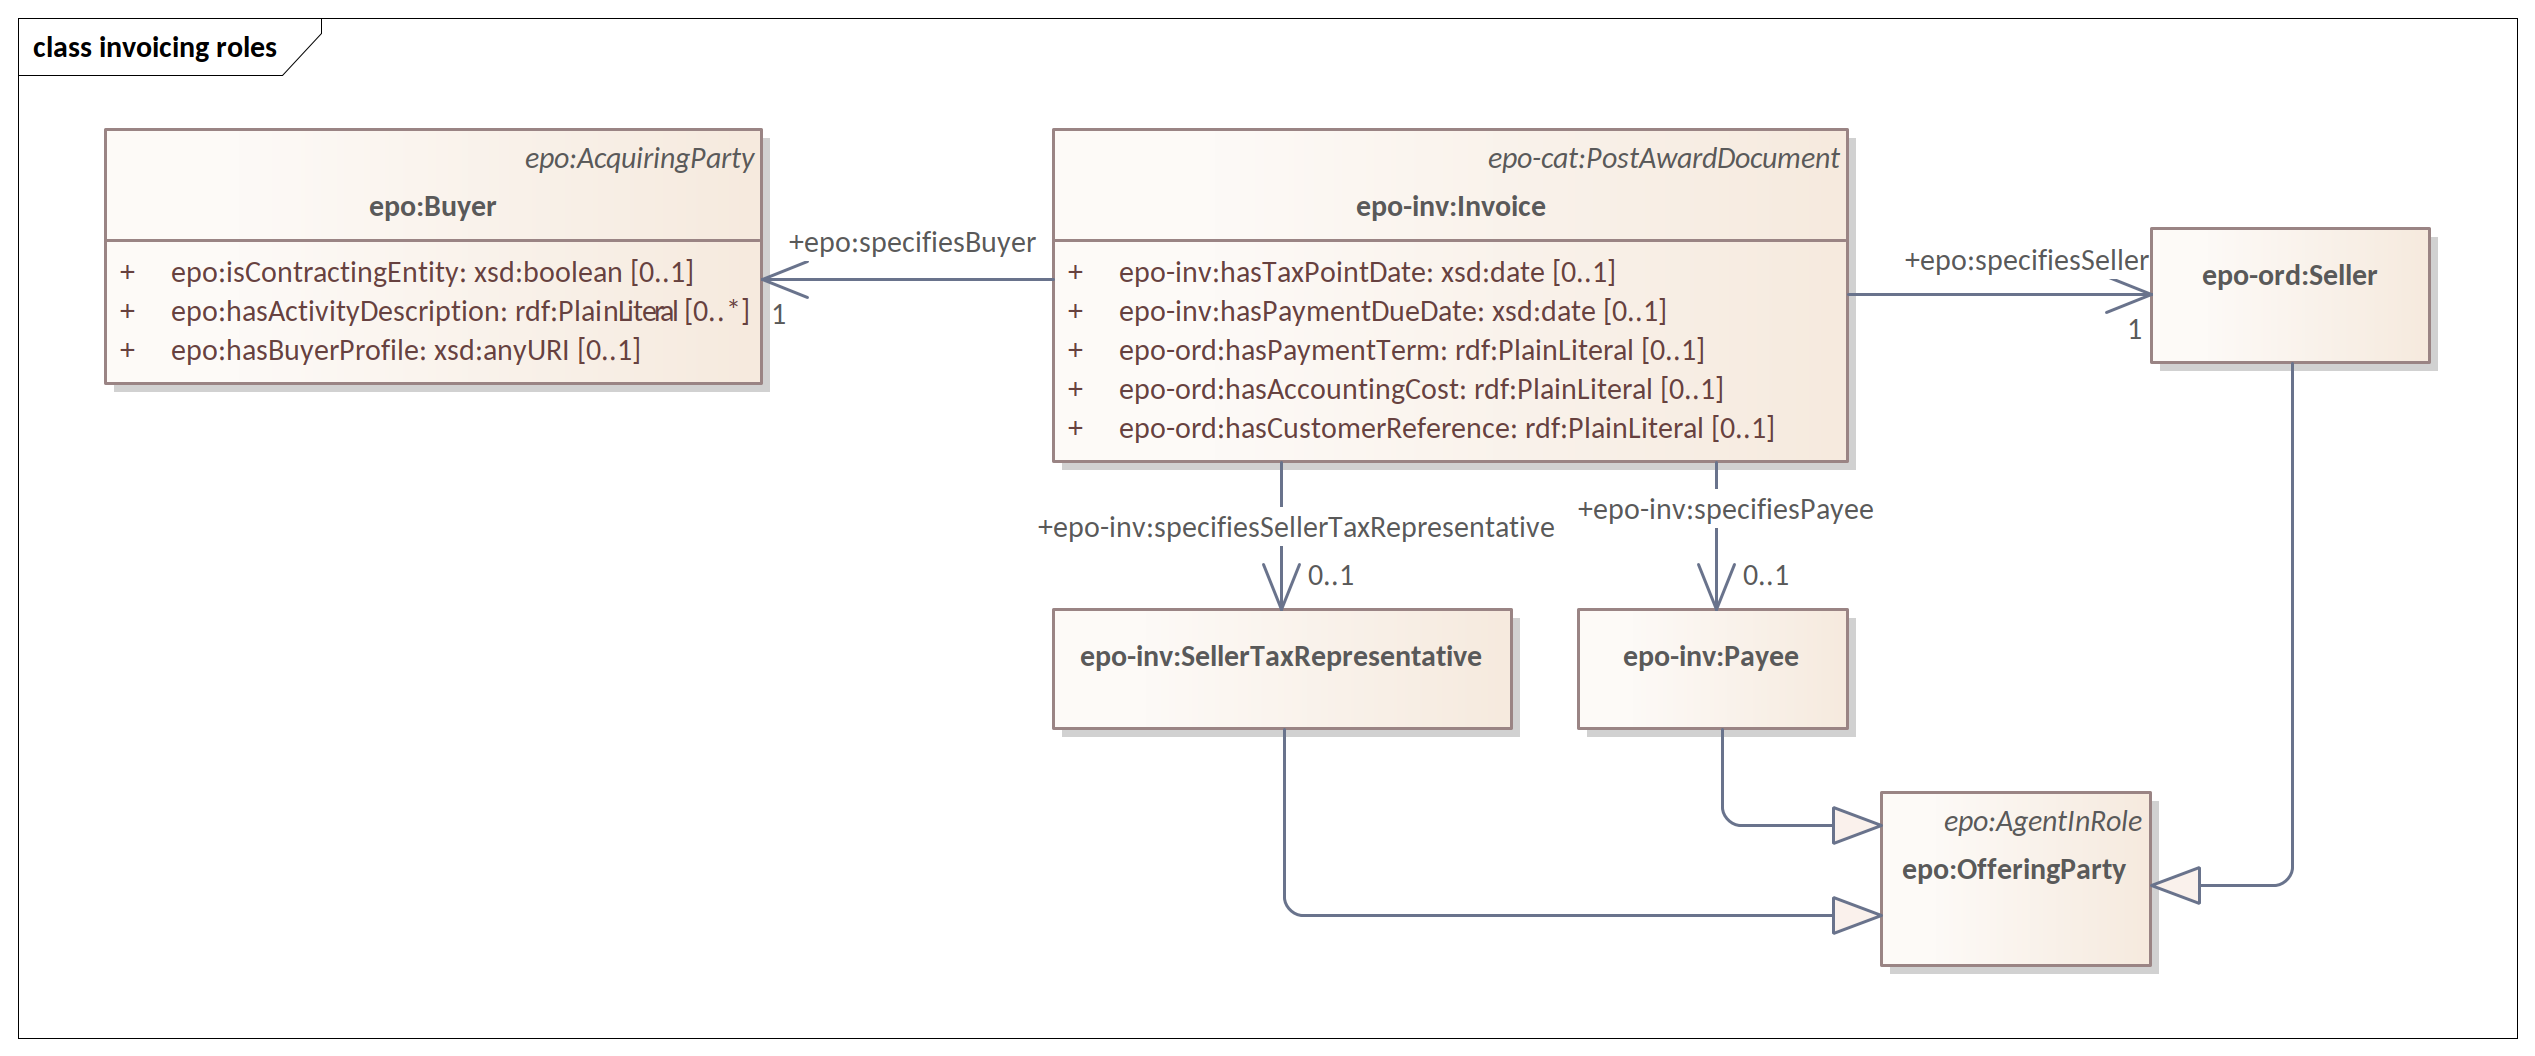 class invoicing roles
epo:AcquiringParty
epo:Buyer
+ epo:isContractingEntity: xsd:boolean [0..1]
+ epo:hasActivityDescription: rdf:PlainLiteral [0..*]
+ epo:hasBuyerProfile: xsd:anyURI [0..1]
+epo:specifiesBuyer
1
epo-cat:PostAwardDocument
epo-inv:Invoice
+ epo-inv:hasTaxPointDate: xsd:date [0..1]
+ epo-inv:hasPaymentDueDate: xsd:date [0..1]
+ epo-ord:hasPaymentTerm: rdf:PlainLiteral [0..1]
+ epo-ord:hasAccountingCost: rdf:PlainLiteral [0..1]
+ epo-ord:hasCustomerReference: rdf:PlainLiteral [0..1]
+epo:specifiesSeller
1
epo-ord:Seller
+epo-inv:specifiesSellerTaxRepresentative
0..1
+epo-inv:specifiesPayee
0..1
epo-inv:SellerTaxRepresentative
epo-inv:Payee
epo:AgentInRole
epo:OfferingParty